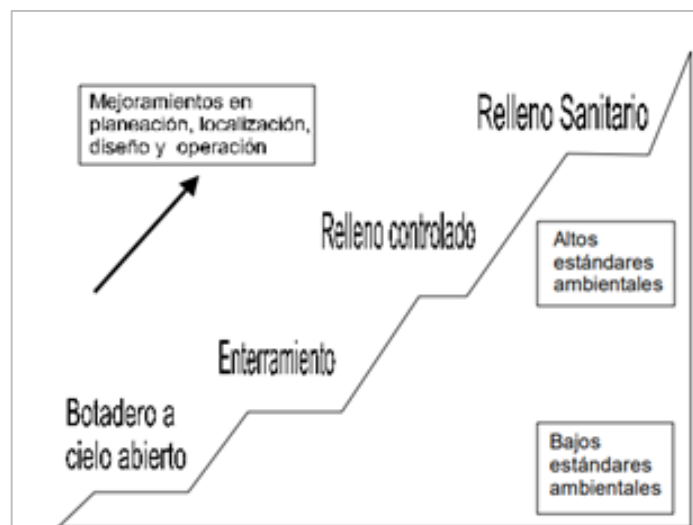 Mejoramientos en
planeación, localización,
diseño y operación
Relleno Sanitario
Relleno controlado
Altos
estándares
ambientales
Enterramiento
Botadero a
cielo abierto
Bajos
estándares
ambientales